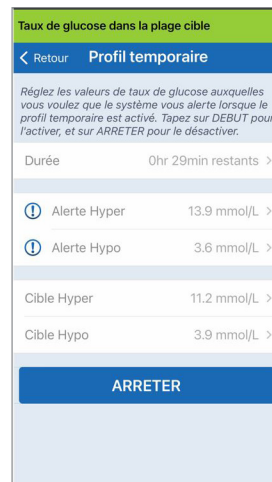 Taux de glucose dans la plage cible
Retour Profil temporaire
Réglez les valeurs de taux de glucose auxquelles
vous voulez que le système vous alerte lorsque le
profil temporaire est activé. Tapez sur DEBUT pour
l'activer, et sur ARRETER pour le désactiver.
Durée 0hr 29min restants
Alerte Hyper 13.9 mmol/L
Alerte Hypo 3.6 mmol/L
Cible Hyper 11.2 mmol/L
Cible Hypo 3.9 mmol/L
ARRETER